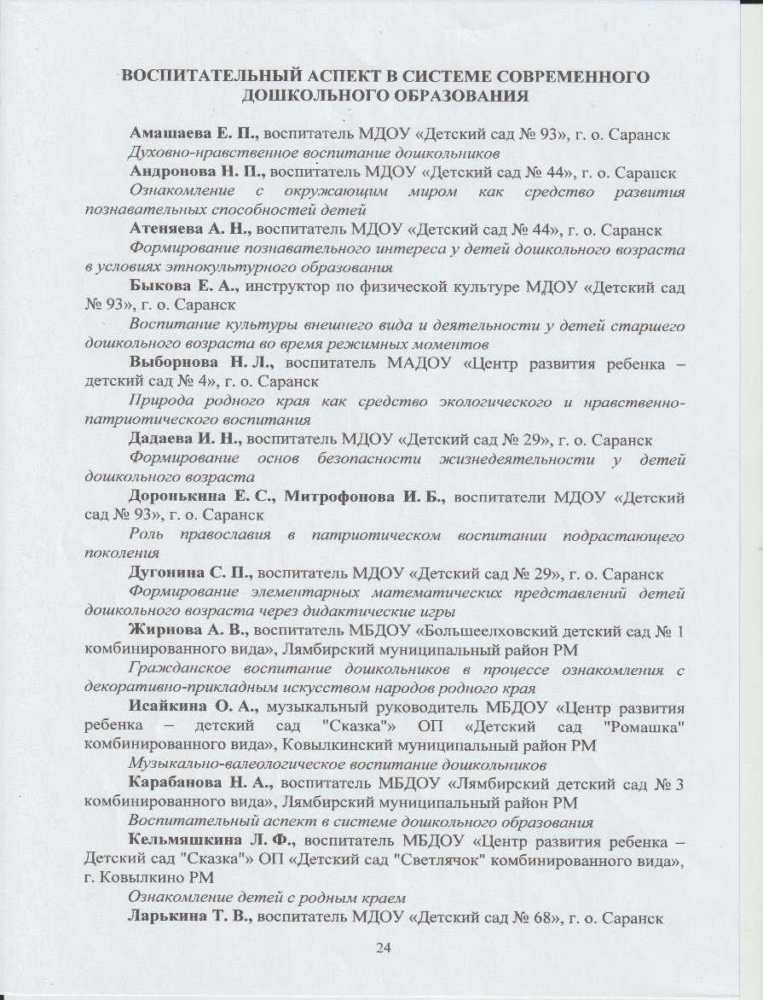 ВОСПИТАТЕЛЬНЫЙ АСПЕКТ В СИСТЕМЕ СОВРЕМЕННОГО
ДОШКОЛЬНОГО ОБРАЗОВАНИЯ
Амашаева Е. П., воспитатель МДОУ «Детский сад № 93», г. о. Саранск
Духовно-нравственное воспитание дошкольников
Андронова Н. П., воспитатель МДОУ «Детский сад № 44», г. о. Саранск
Ознакомление с окружающим миром как средство развития
познавательных способностей детей
Атеняева А. Н., воспитатель МДОУ «Детский сад № 44», г. о. Саранск
Формирование познавательного интереса у детей дошкольного возраста
в условиях этнокультурного образования
Быкова Е. А., инструктор по физической культуре МДОУ «Детский сад
№ 93», г. о. Саранск
Воспитание культуры внешнего вида и деятельности у детей старшего
дошкольного возраста во время режимных моментов
Выборнова Н. Л., воспитатель МАДОУ «Центр развития ребенка –
детский сад № 4», г. о. Саранск
Природа родного края как средство экологического и нравственно-
патриотического воспитания
Дадаева И. Н., воспитатель МДОУ «Детский сад № 29», г. о. Саранск
Формирование основ безопасности жизнедеятельности у детей
дошкольного возраста
Доронькина Е. С., Митрофонова И. Б., воспитатели МДОУ «Детский
сад № 93», г. о. Саранск
Роль православия в патриотическом воспитании подрастающего
поколения
Дугонина С. П., воспитатель МДОУ «Детский сад № 29», г. о. Саранск
Формирование элементарных математических представлений детей
дошкольного возраста через дидактические игры
Жирнова А. В., воспитатель МБДОУ «Большеелховский детский сад № 1
комбинированного вида», Лямбирский муниципальный район РМ
Гражданское воспитание дошкольников в процессе ознакомления с
декоративно-прикладным искусством народов родного края
Исайкина О. А., музыкальный руководитель МБДОУ «Центр развития
ребенка – детский сад "Сказка"» ОП «Детский сад "Ромашка"
комбинированного вида», Ковылкинский муниципальный район РМ
Музыкально-валеологическое воспитание дошкольников
Карабанова Н. А., воспитатель МБДОУ «Лямбирский детский сад № 3
комбинированного вида», Лямбирский муниципальный район РМ
Воспитательный аспект в системе дошкольного образования
Кельмяшкина Л. Ф., воспитатель МБДОУ «Центр развития ребенка –
Детский сад "Сказка"» ОП «Детский сад "Светлячок" комбинированного вида»,
г. Ковылкино РМ
Ознакомление детей с родным краем
Ларькина Т. В., воспитатель МДОУ «Детский сад № 68», г. о. Саранск
24